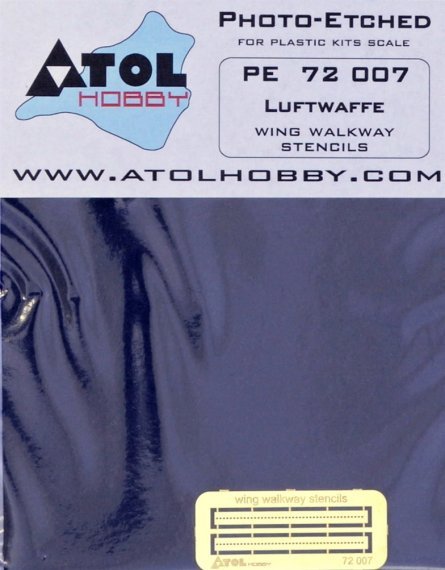 PHOTO-ETCHED
FOR PLASTIC KITS SCALE
ATOL
HOBBY
PE 72 007
LUFTWAFFE
WING WALKWAY
STENCILS
WWW.ATOLHOBBY.COM
wing walkway stencils
ATOL HOBBY
72 007